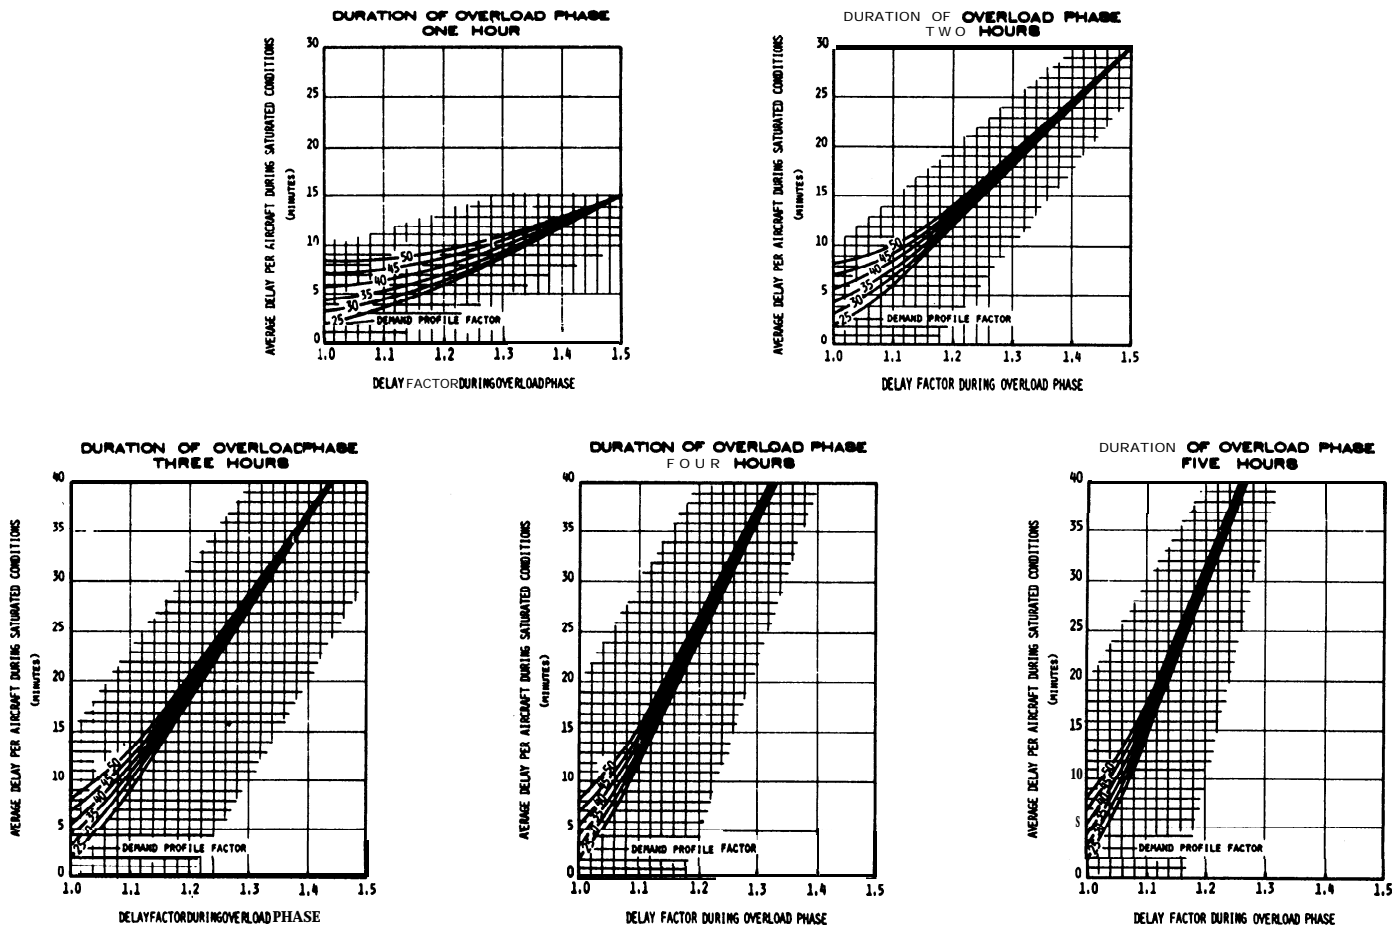 DURATION OF OVERLOAD PHASE
ONE HOUR
AVERAGE DELAY PER AIRCRAFT DURING SATURATED CONDITIONS
(MINUTES)
30
25
20
15
10
5
0
50
45
40
35
30
25
DEMAND PROFILE FACTOR
1.0 1.1 1.2 1.3 1.4 1.5
DELAY FACTOR DURING OVERLOAD PHASE
DURATION OF OVERLOAD PHASE
TWO HOURS
AVERAGE DELAY PER AIRCRAFT DURING SATURATED CONDITIONS
(MINUTES)
30
25
20
15
10
5
0
50
45
40
35
30
25
DEMAND PROFILE FACTOR
1.0 1.1 1.2 1.3 1.4 1.5
DELAY FACTOR DURING OVERLOAD PHASE
DURATION OF OVERLOAD PHASE
THREE HOURS
AVERAGE DELAY PER AIRCRAFT DURING SATURATED CONDITIONS
(MINUTES)
40
35
30
25
20
15
10
5
0
50
45
40
35
25
DEMAND PROFILE FACTOR
1.0 1.1 1.2 1.3 1.4 1.5
DELAY FACTOR DURING OVERLOAD PHASE
DURATION OF OVERLOAD PHASE
FOUR HOURS
AVERAGE DELAY PER AIRCRAFT DURING SATURATED CONDITIONS
(MINUTES)
40
35
30
25
20
15
10
5
0
50
DEMAND PROFILE FACTOR
1.0 1.1 1.2 1.3 1.4 1.5
DELAY FACTOR DURING OVERLOAD PHASE
DURATION OF OVERLOAD PHASE
FIVE HOURS
AVERAGE DELAY PER AIRCRAFT DURING SATURATED CONDITIONS
(MINUTES)
40
35
30
25
20
15
10
5
0
50
DEMAND PROFILE FACTOR
1.0 1.1 1.2 1.3 1.4 1.5
DELAY FACTOR DURING OVERLOAD PHASE